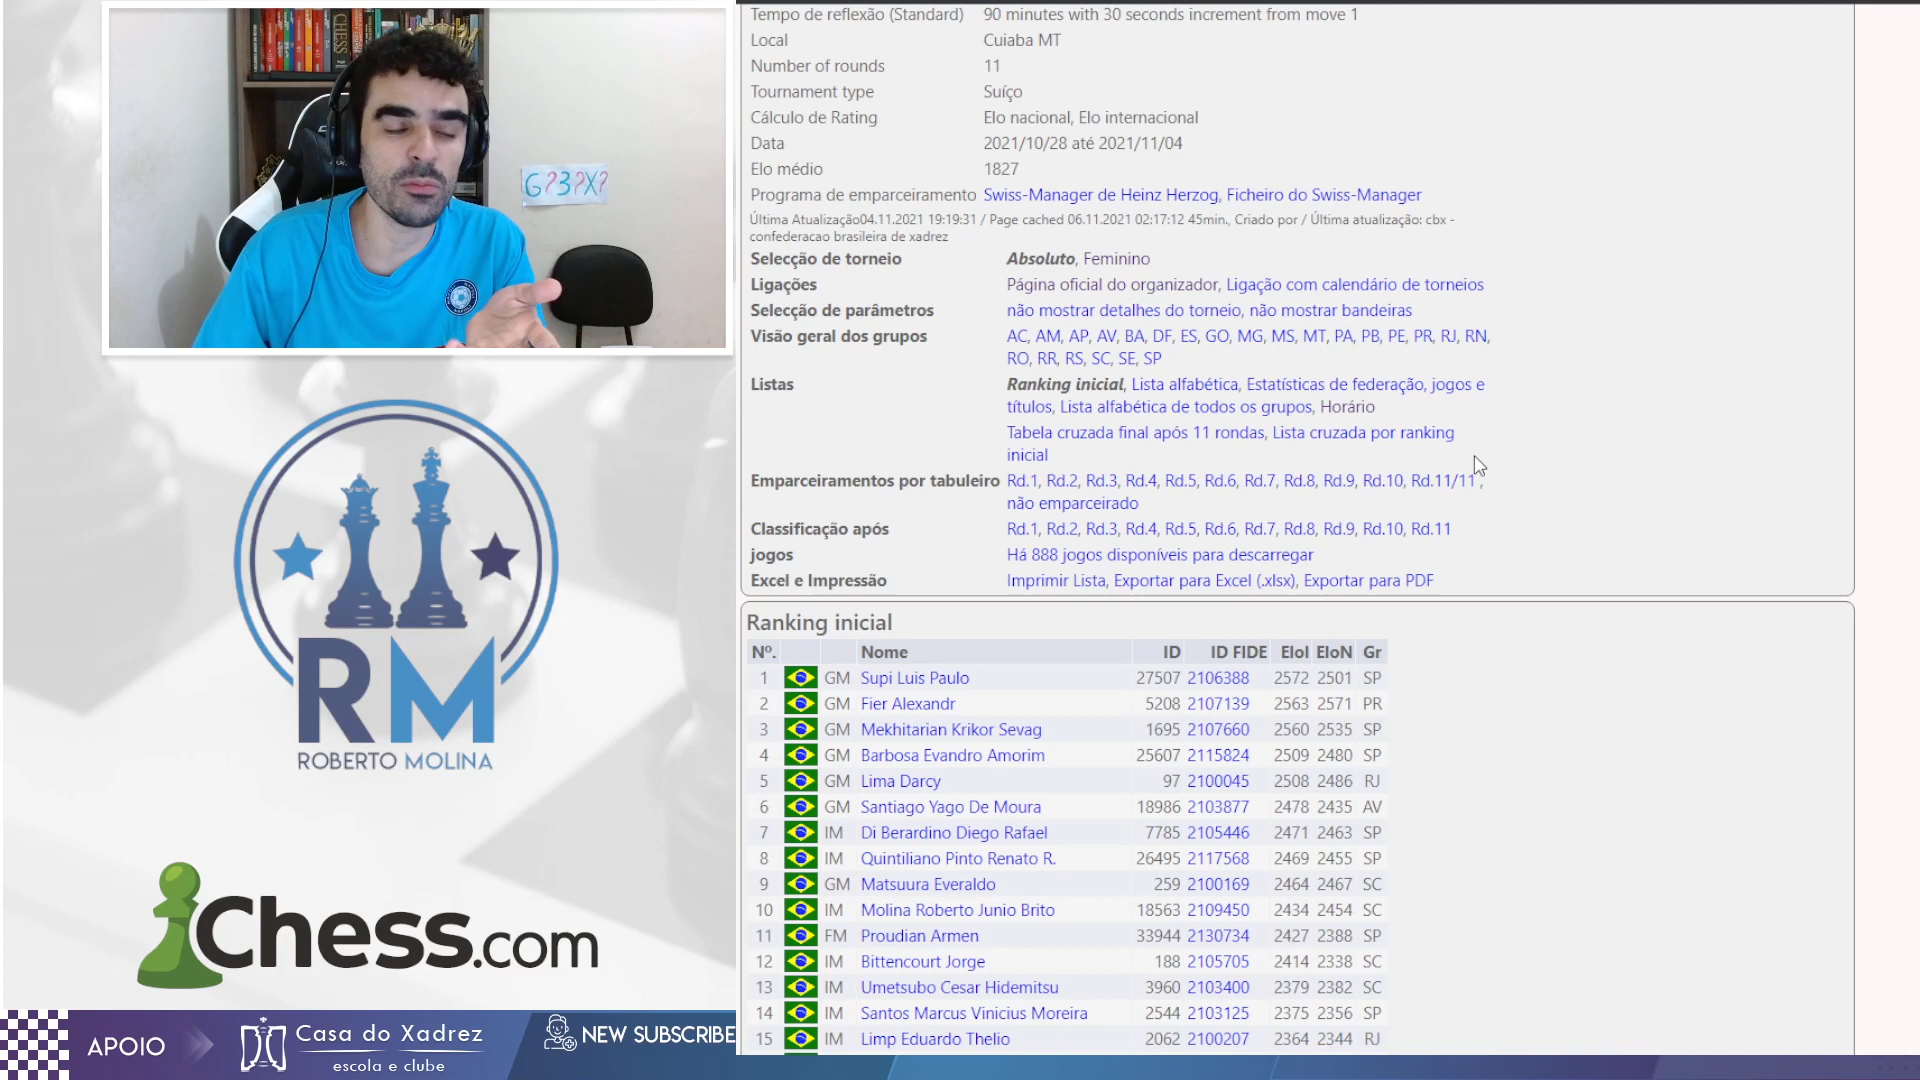 CHESS
G?3?X?
RM
ROBERTO MOLINA
Chess.com
APOIO
Casa do Xadrez
escola e clube
NEW SUBSCRIBE
Tempo de reflexão (Standard) 90 minutes with 30 seconds increment from move 1
Local Cuiaba MT
Number of rounds 11
Tournament type Suíço
Cálculo de Rating Elo nacional, Elo internacional
Data 2021/10/28 até 2021/11/04
Elo médio 1827
Programa de emparceiramento Swiss-Manager de Heinz Herzog, Ficheiro do Swiss-Manager
Última Atualização04.11.2021 19:19:31 / Page cached 06.11.2021 02:17:12 45min., Criado por / Última atualização: cbx -
confederacao brasileira de xadrez
Selecção de torneio Absoluto, Feminino
Ligações Página oficial do organizador, Ligação com calendário de torneios
Selecção de parâmetros não mostrar detalhes do torneio, não mostrar bandeiras
Visão geral dos grupos AC, AM, AP, AV, BA, DF, ES, GO, MG, MS, MT, PA, PB, PE, PR, RJ, RN,
RO, RR, RS, SC, SE, SP
Listas Ranking inicial, Lista alfabética, Estatísticas de federação, jogos e
títulos, Lista alfabética de todos os grupos, Horário
Tabela cruzada final após 11 rondas, Lista cruzada por ranking
inicial
Emparceiramentos por tabuleiro Rd.1, Rd.2, Rd.3, Rd.4, Rd.5, Rd.6, Rd.7, Rd.8, Rd.9, Rd.10, Rd.11/11 ,
não emparceirado
Classificação após Rd.1, Rd.2, Rd.3, Rd.4, Rd.5, Rd.6, Rd.7, Rd.8, Rd.9, Rd.10, Rd.11
jogos Há 888 jogos disponíveis para descarregar
Excel e Impressão Imprimir Lista, Exportar para Excel (.xlsx), Exportar para PDF
Ranking inicial
Nº. Nome ID ID FIDE EloI EloN Gr
1 GM Supi Luis Paulo 27507 2106388 2572 2501 SP
2 GM Fier Alexandr 5208 2107139 2563 2571 PR
3 GM Mekhitarian Krikor Sevag 1695 2107660 2560 2535 SP
4 GM Barbosa Evandro Amorim 25607 2115824 2509 2480 SP
5 GM Lima Darcy 97 2100045 2508 2486 RJ
6 GM Santiago Yago De Moura 18986 2103877 2478 2435 AV
7 IM Di Berardino Diego Rafael 7785 2105446 2471 2463 SP
8 IM Quintiliano Pinto Renato R. 26495 2117568 2469 2455 SP
9 GM Matsuura Everaldo 259 2100169 2464 2467 SC
10 IM Molina Roberto Junio Brito 18563 2109450 2434 2454 SC
11 FM Proudian Armen 33944 2130734 2427 2388 SP
12 IM Bittencourt Jorge 188 2105705 2414 2338 SC
13 IM Umetsubo Cesar Hidemitsu 3960 2103400 2379 2382 SC
14 IM Santos Marcus Vinicius Moreira 2544 2103125 2375 2356 SP
15 IM Limp Eduardo Thelio 2062 2100207 2364 2344 RJ